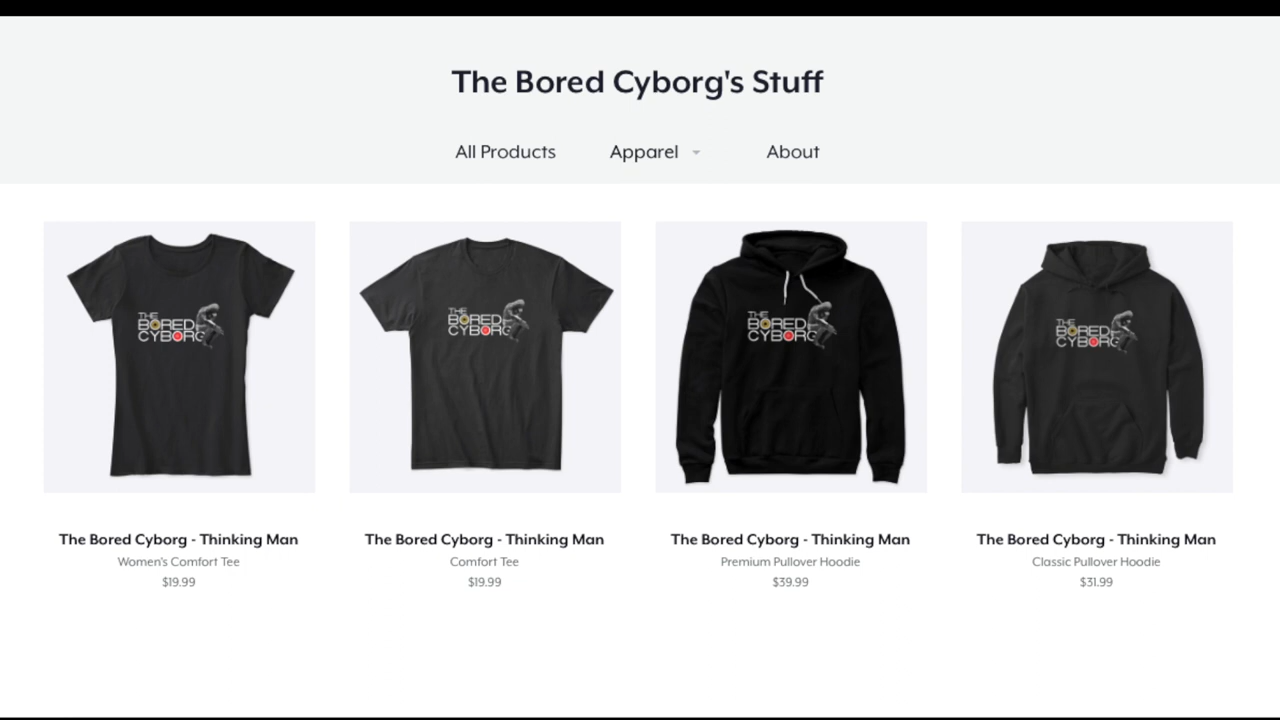 The Bored Cyborg's Stuff
All Products Apparel About
THE
BORED
CYBORG
THE
BORED
CYBORG
THE
BORED
CYBORG
THE
BORED
CYBORG
The Bored Cyborg - Thinking Man
Women's Comfort Tee
$19.99
The Bored Cyborg - Thinking Man
Comfort Tee
$19.99
The Bored Cyborg - Thinking Man
Premium Pullover Hoodie
$39.99
The Bored Cyborg - Thinking Man
Classic Pullover Hoodie
$31.99